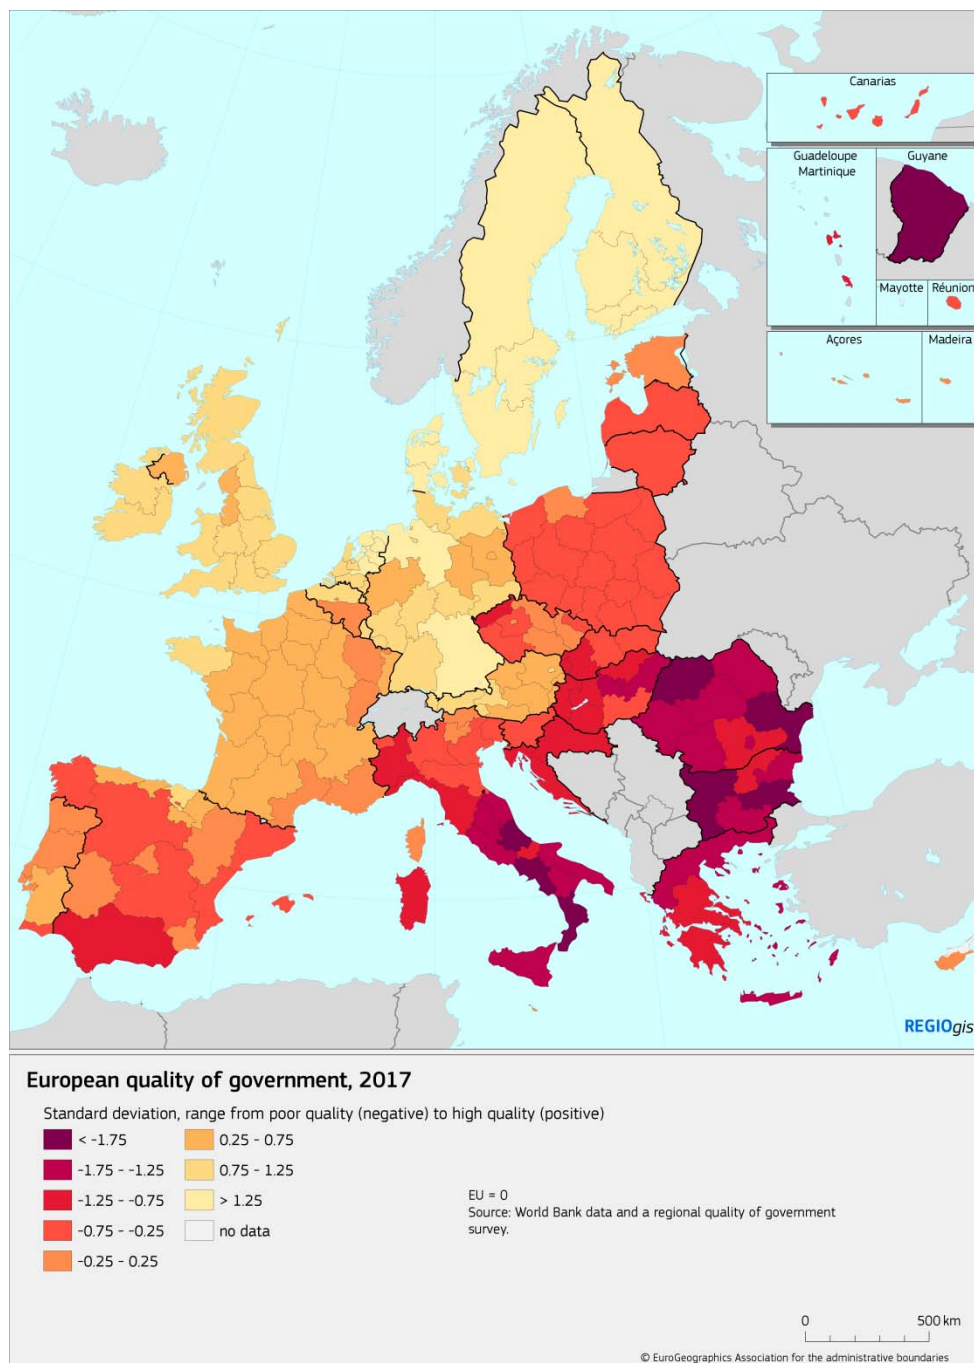 Canarias
Guadeloupe
Martinique
Guyane
Mayotte
Réunion
Açores
Madeira
REGIOgis
European quality of government, 2017
Standard deviation, range from poor quality (negative) to high quality (positive)
< -1.75
-1.75 - -1.25
-1.25 - -0.75
-0.75 - -0.25
-0.25 - 0.25
0.25 - 0.75
0.75 - 1.25
> 1.25
no data
EU = 0
Source: World Bank data and a regional quality of government
survey.
0 500 km
© EuroGeographics Association for the administrative boundaries